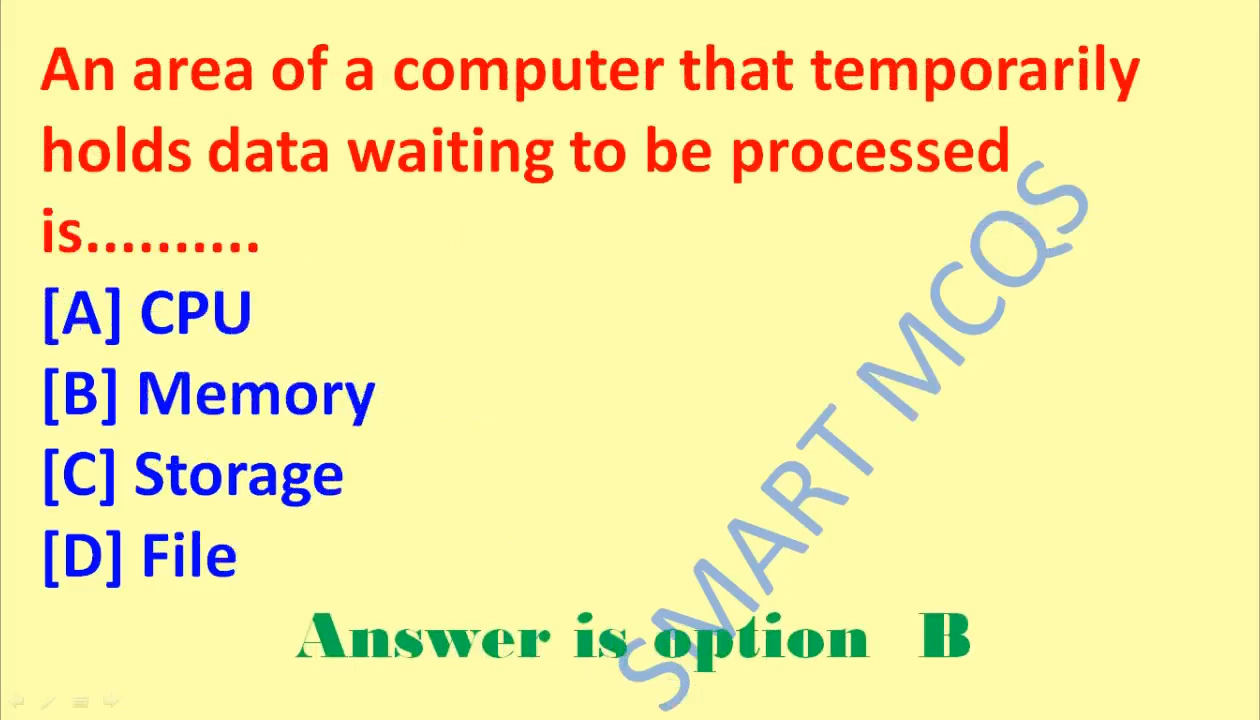 An area of a computer that temporarily
holds data waiting to be processed
is..........
[A] CPU
[B] Memory
[C] Storage
[D] File
Answer is option B
SMART MCQS